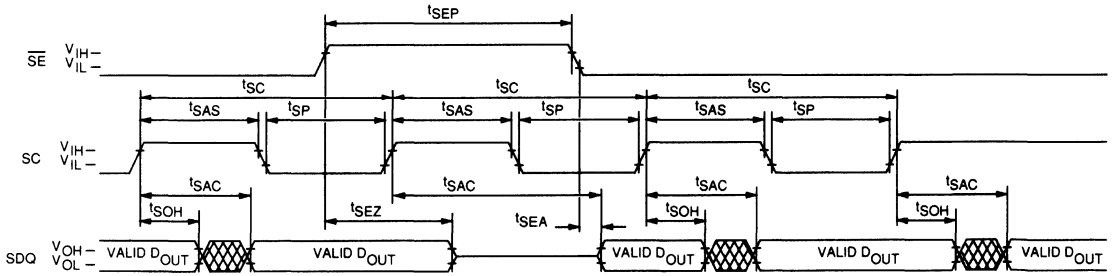 tSEP
SE VIH
VIL
tSC tSC tSC
tSAS tSP tSAS tSP tSAS tSP
SC VIH
VIL
tSAC tSAC tSAC tSAC
tSOH tSEZ tSEA tSOH tSOH
SDQ VOH
VOL
VALID DOUT VALID DOUT VALID DOUT VALID DOUT VALID DOUT